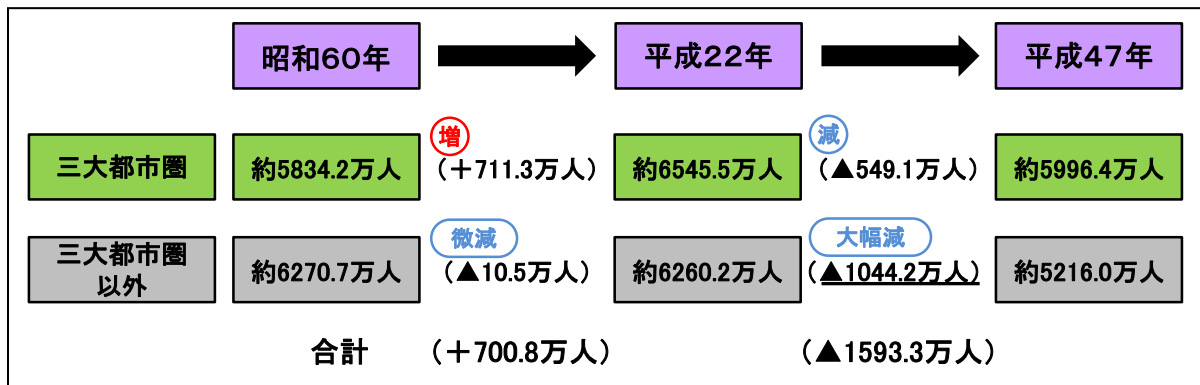 昭和60年
平成22年
平成47年
増
減
三大都市圏
約5834.2万人
(+711.3万人)
約6545.5万人
(▲549.1万人)
約5996.4万人
微減
大幅減
三大都市圏
以外
約6270.7万人
(▲10.5万人)
約6260.2万人
(▲1044.2万人)
約5216.0万人
合計
(+700.8万人)
(▲1593.3万人)